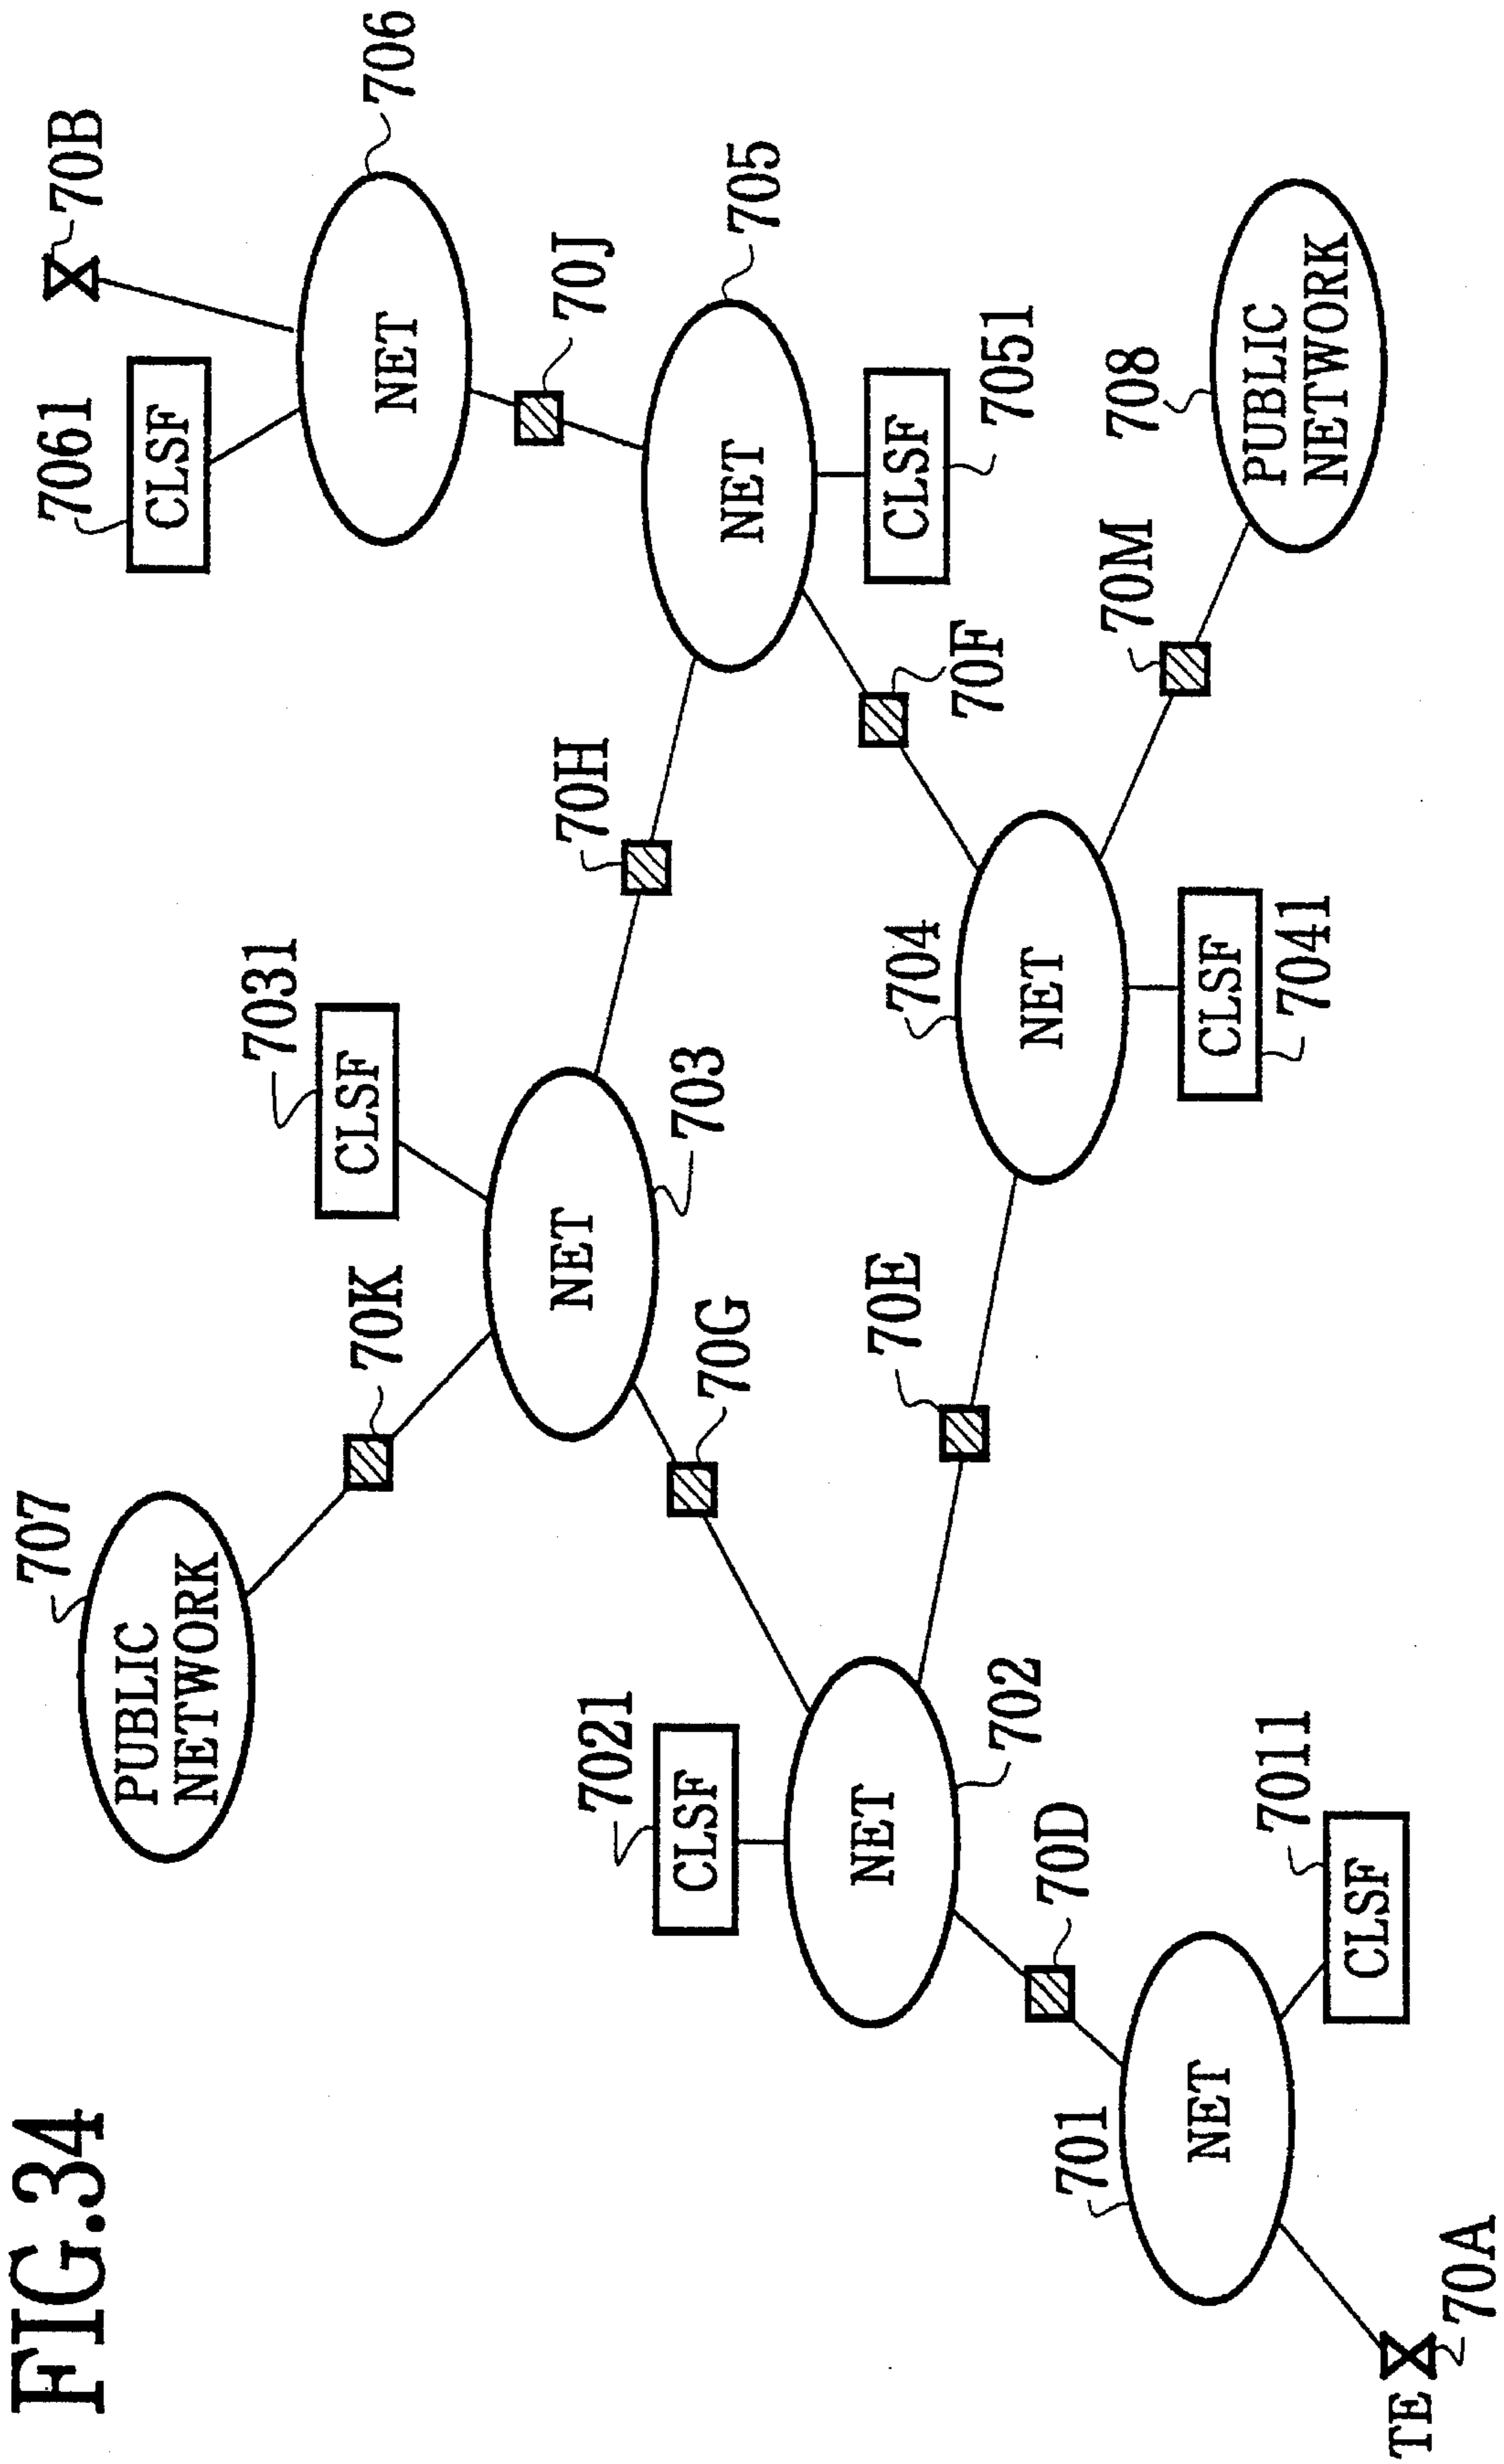 FIG.34
707
PUBLIC
NETWORK
70K
7031
CLSF
NET
703
70G
70H
7061
CLSF
70B
NET
706
70J
7021
CLSF
NET
702
70E
NET
705
CLSF
7051
70F
704
NET
CLSF
7041
70M
708
PUBLIC
NETWORK
70D
701
NET
7011
CLSF
TE
70A